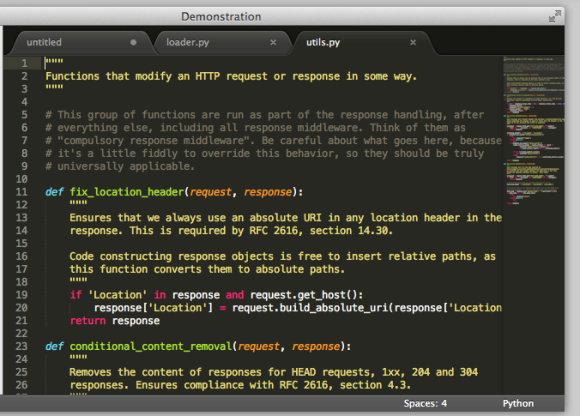 Demonstration
untitled
loader.py
utils.py
1 """
2 Functions that modify an HTTP request or response in some way.
3 """
4
5 # This group of functions are run as part of the response handling, after
6 # everything else, including all response middleware. Think of them as
7 # "compulsory response middleware". Be careful about what goes here, because
8 # it's a little fiddly to override this behavior, so they should be truly
9 # universally applicable.
10
11 def fix_location_header(request, response):
12 """
13 Ensures that we always use an absolute URI in any location header in the
14 response. This is required by RFC 2616, section 14.30.
15
16 Code constructing response objects is free to insert relative paths, as
17 this function converts them to absolute paths.
18 """
19 if 'Location' in response and request.get_host():
20 response['Location'] = request.build_absolute_uri(response['Location
21 return response
22
23 def conditional_content_removal(request, response):
24 """
25 Removes the content of responses for HEAD requests, 1xx, 204 and 304
26 responses. Ensures compliance with RFC 2616, section 4.3.
Spaces: 4
Python